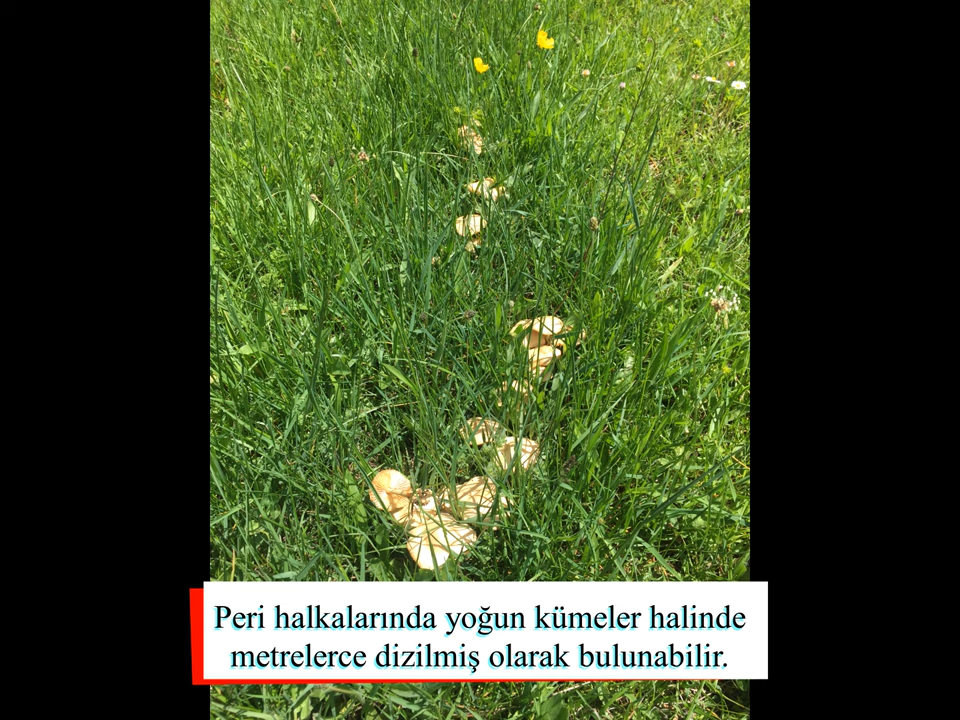 Peri halkalarında yoğun kümeler halinde
metrelerce dizilmiş olarak bulunabilir.